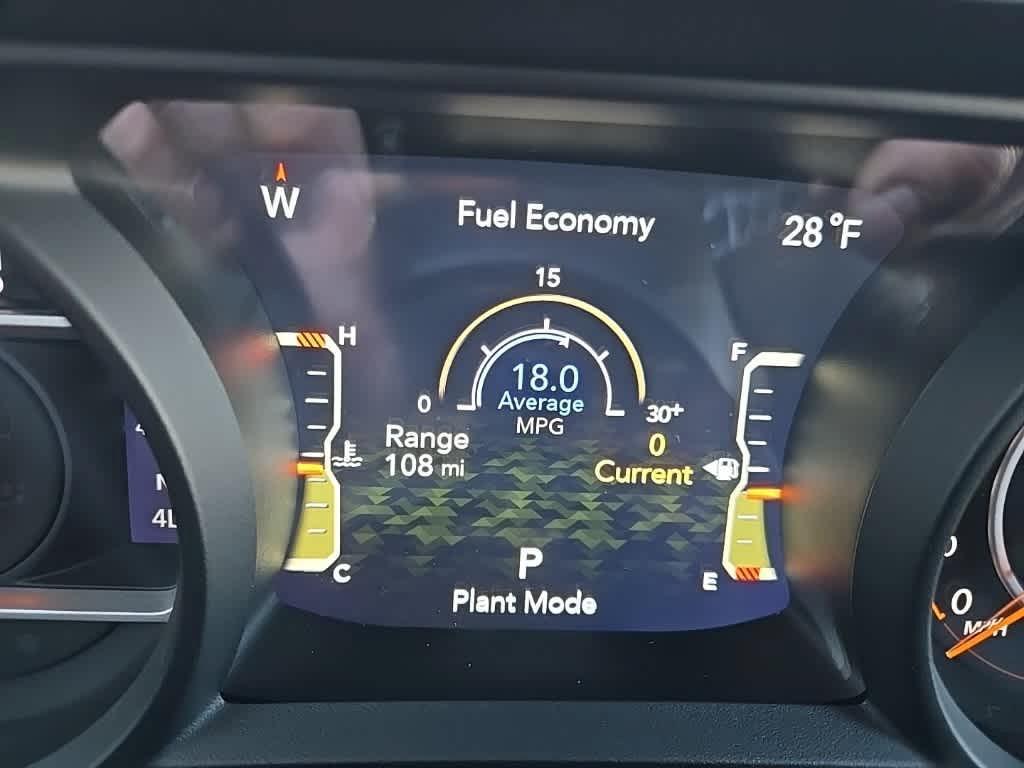 W
Fuel Economy
28°F
15
H
F
18.0
Average
MPG
0
30+
Range
108 mi
0
Current
C
E
P
Plant Mode
4L
0
MPH